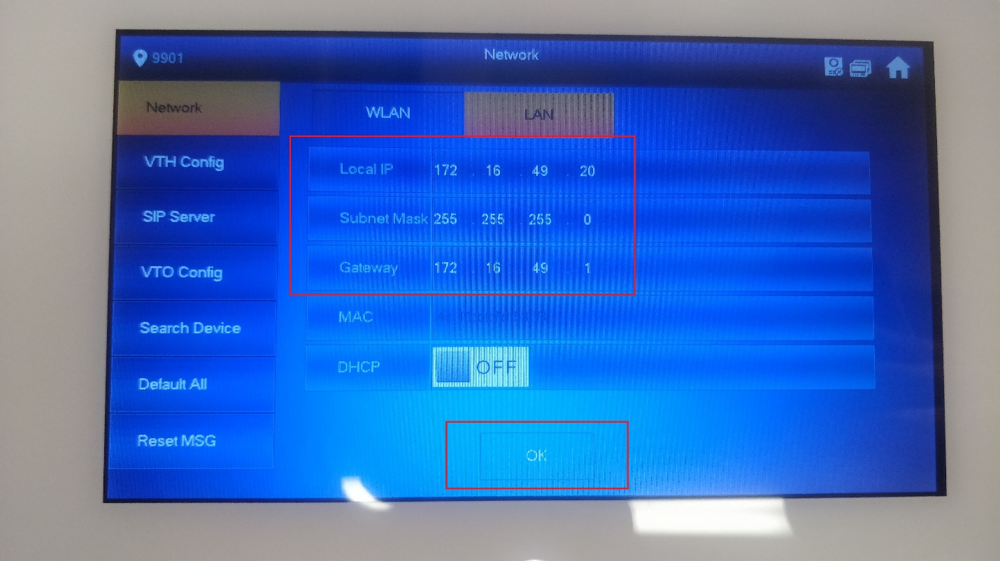 9901
Network
Network
VTH Config
SIP Server
VTO Config
Search Device
Default All
Reset MSG
WLAN
LAN
Local IP 172 . 16 . 49 . 20
Subnet Mask 255 . 255 . 255 . 0
Gateway 172 . 16 . 49 . 1
MAC
DHCP OFF
OK